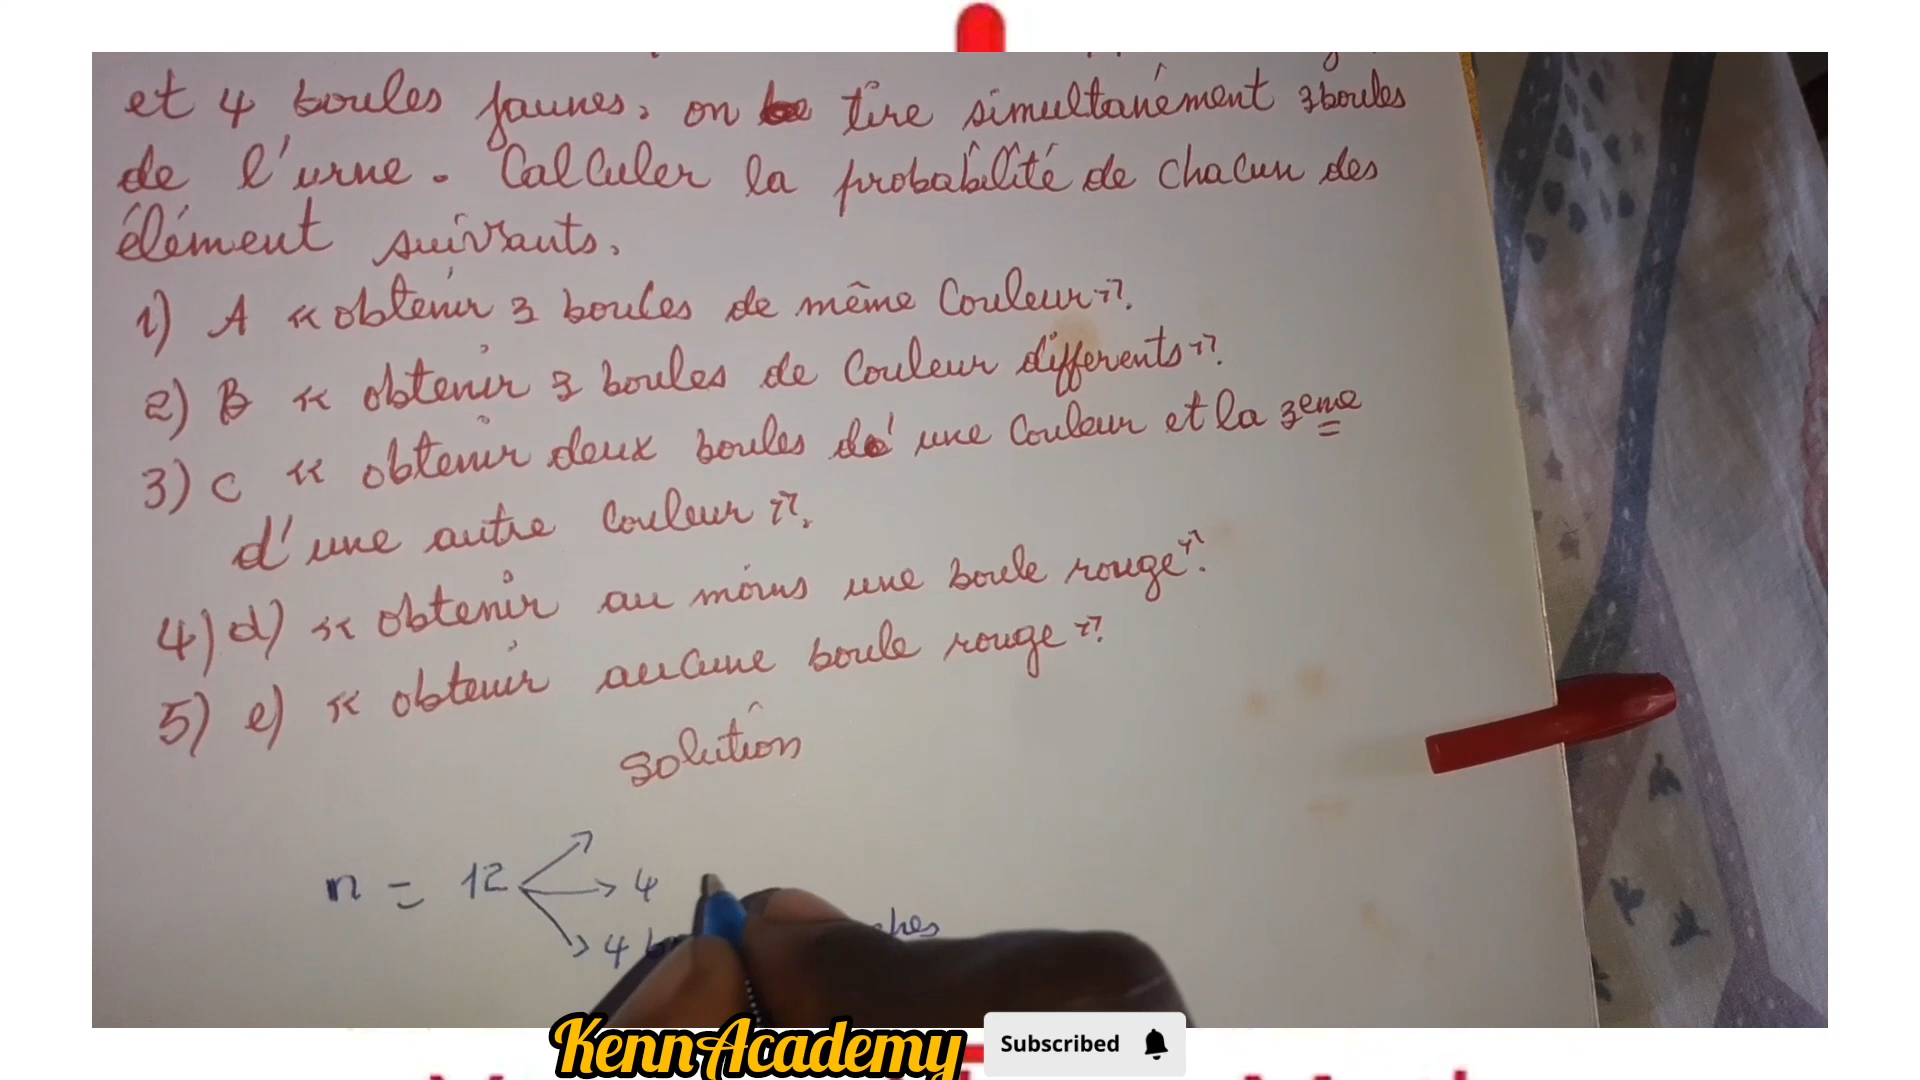 et 4 boules jaunes, on tire simultanément 3 boules
de l'urne. Calculer la probabilité de chacun des
élément suivants.
1) A « obtenir 3 boules de même Couleur ».
2) B « obtenir 3 boules de Couleur différents ».
3) C « obtenir deux boules d' une Couleur et la 3eme
d'une autre Couleur ».
4) d) « obtenir au moins une boule rouge ».
5) e) « obtenir aucune boule rouge ».
Solution
n = 12
4
4
KennAcademy
Subscribed